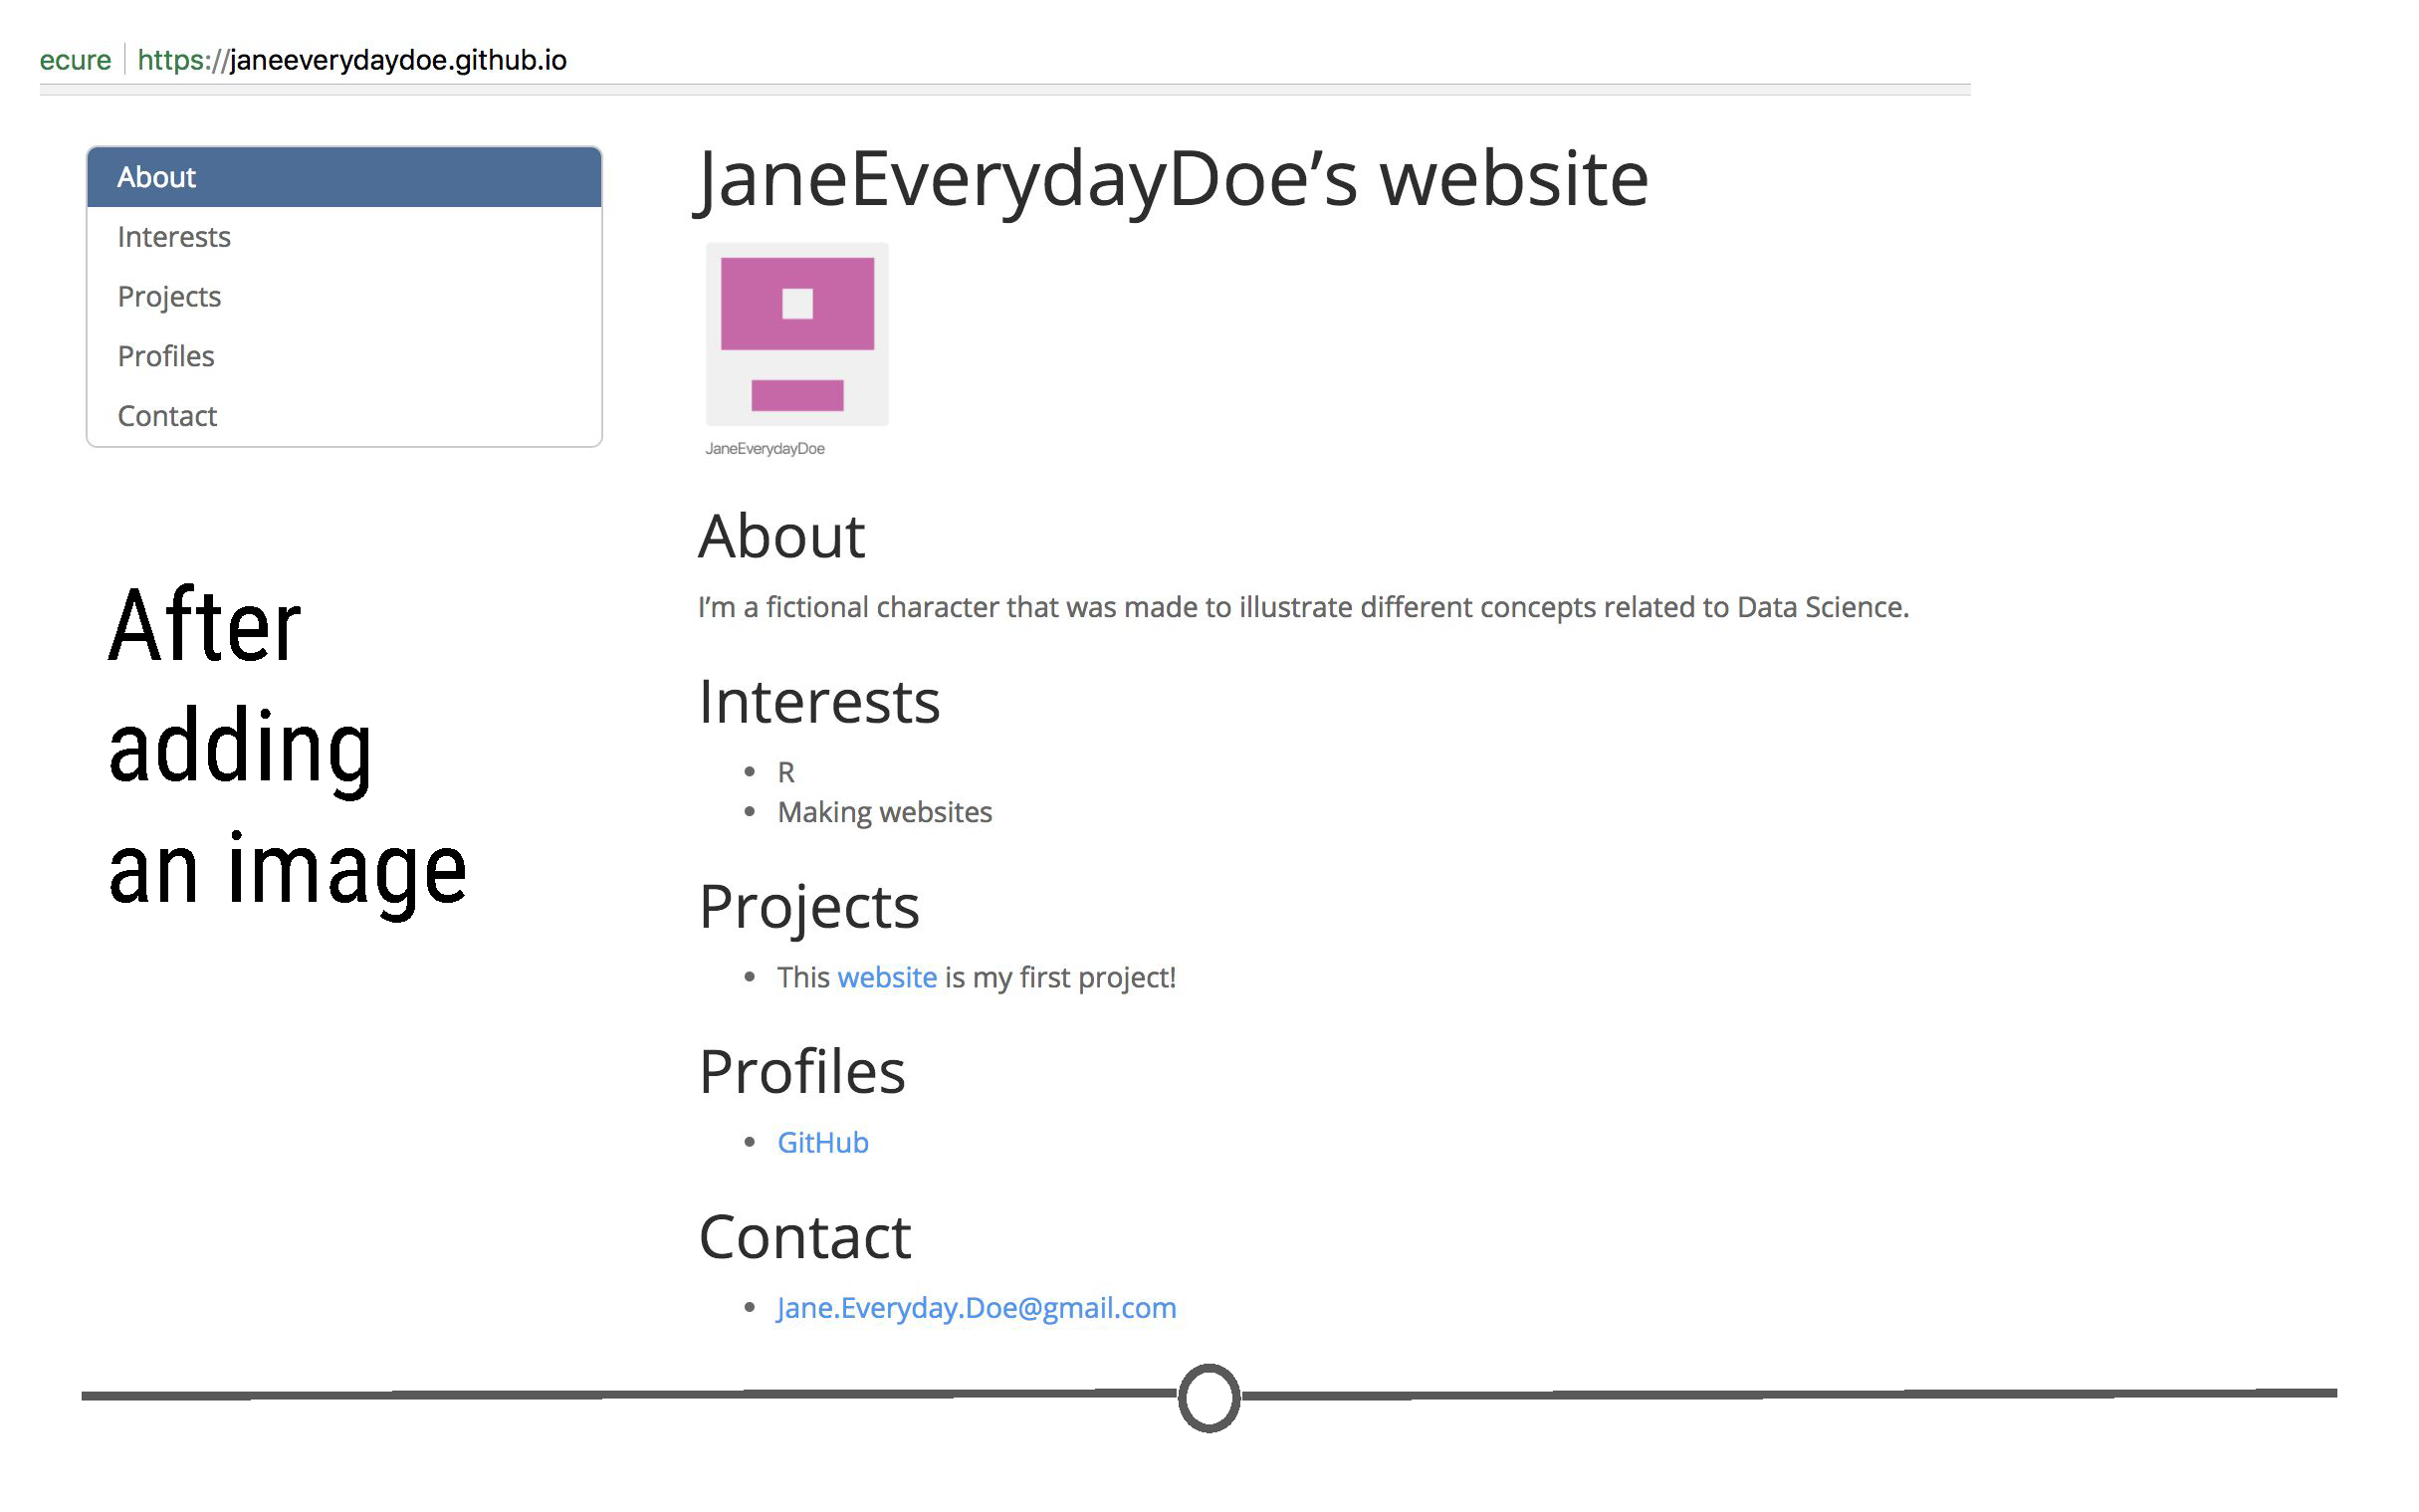 ecure https://janeeverydaydoe.github.io
About
Interests
Projects
Profiles
Contact
After
adding
an image
JaneEverydayDoe’s website
JaneEverydayDoe
About
I’m a fictional character that was made to illustrate different concepts related to Data Science.
Interests
• R
• Making websites
Projects
• This website is my first project!
Profiles
• GitHub
Contact
• Jane.Everyday.Doe@gmail.com